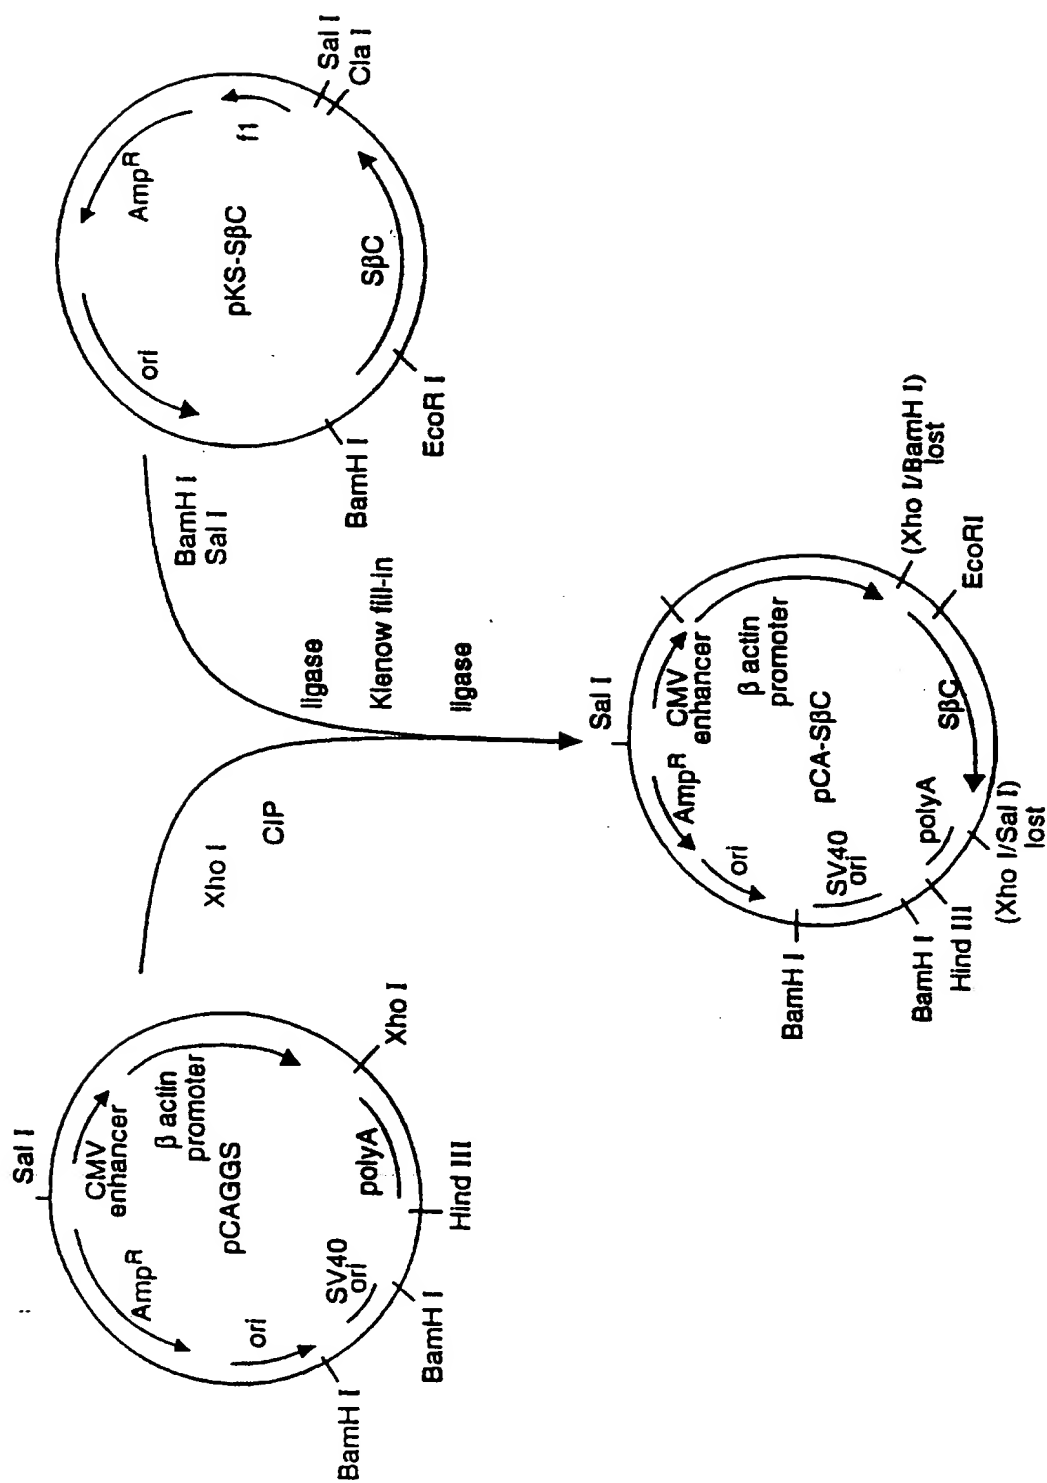 Sal I
CMV
enhancer
β actin
promoter
AmpR
pCAGGS
ori
SV40
ori
polyA
Xho I
Hind III
BamH I
BamH I
Xho I
CIP
BamH I
Sal I
ligase
Klenow fill-in
ligase
AmpR
f1
Sal I
Cla I
ori
pKS-SβC
SβC
BamH I
EcoR I
Sal I
CMV
enhancer
β actin
promoter
AmpR
pCA-SβC
ori
SV40
ori
polyA
SβC
(Xho I/BamH I)
lost
EcoRI
(Xho I/Sal I)
lost
Hind III
BamH I
BamH I